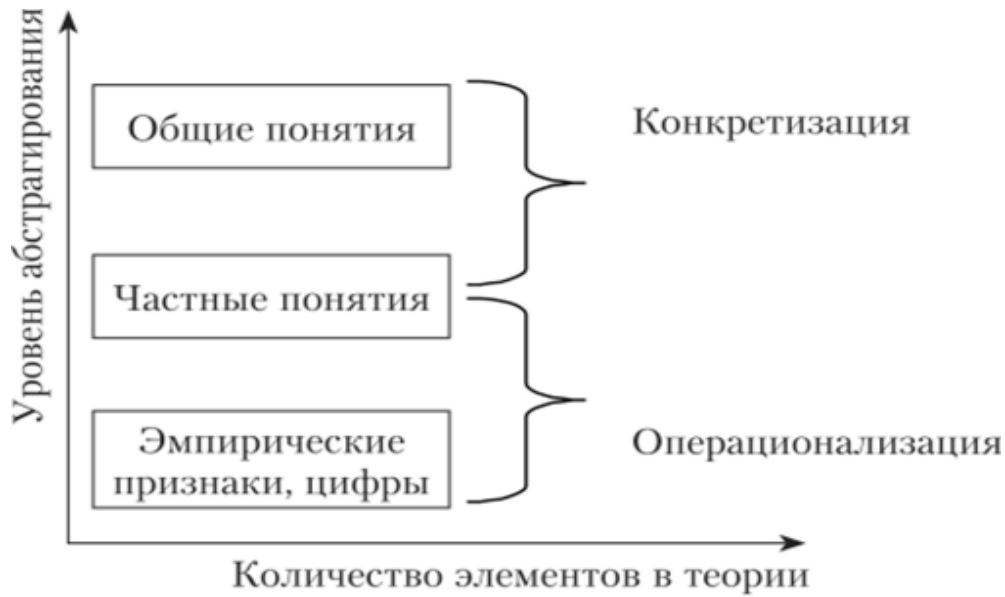 Уровень абстрагирования
Общие понятия
Конкретизация
Частные понятия
Эмпирические
признаки, цифры
Операционализация
Количество элементов в теории